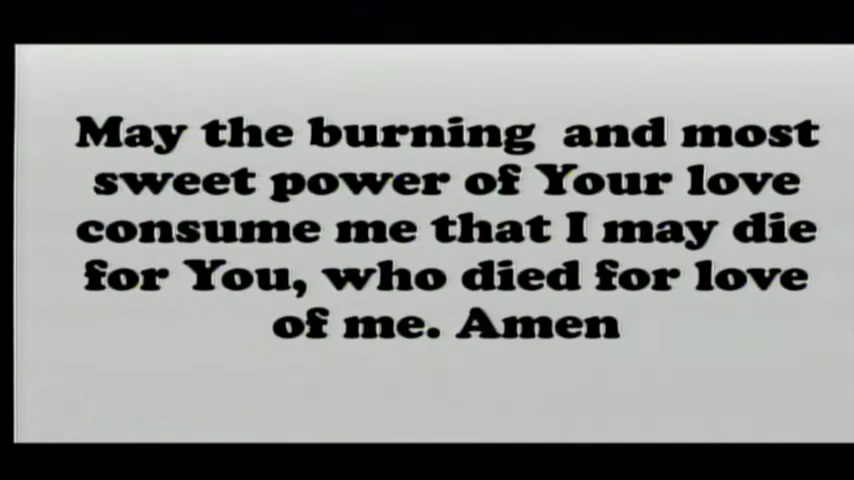 May the burning  and most
sweet power of Your love
consume me that I may die
for You, who died for love
of me. Amen